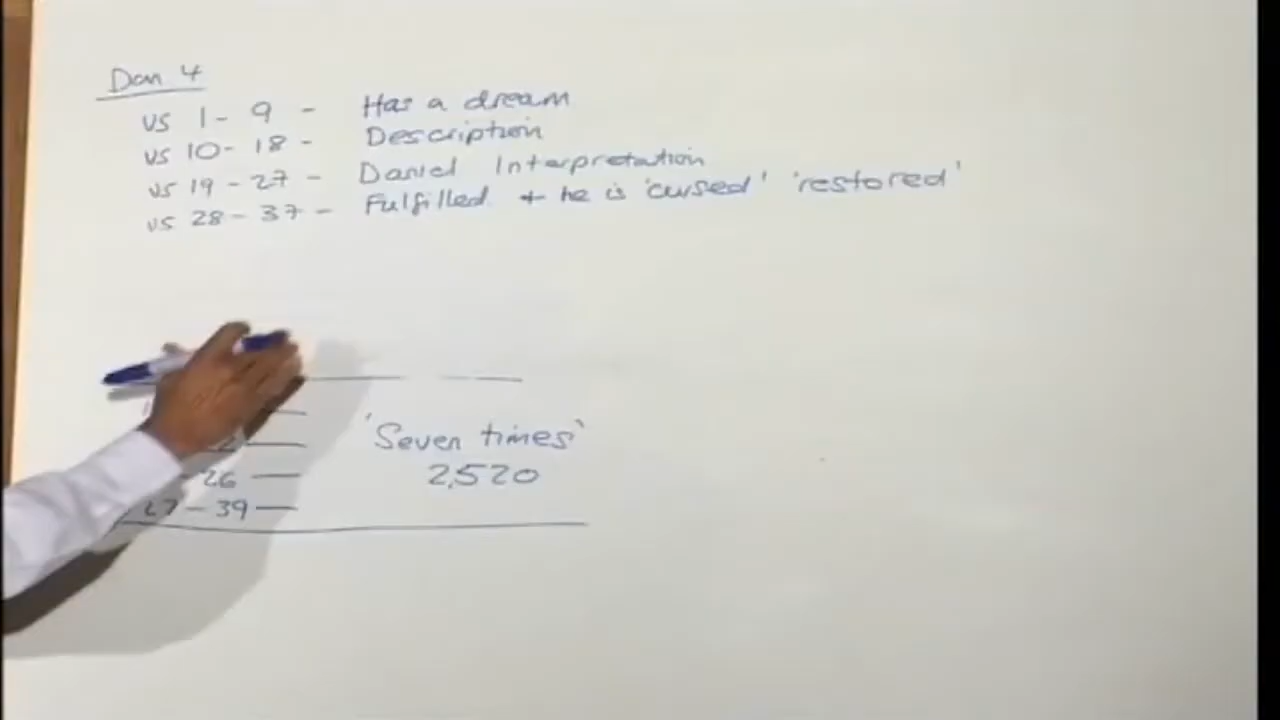 Dan 4
vs 1 - 9 - Has a dream
vs 10 - 18 - Description
vs 19 - 27 - Daniel Interpretation
vs 28 - 37 - Fulfilled + he is 'cursed' 'restored'
'Seven times'
- 26 —
2,520
27 - 39 —